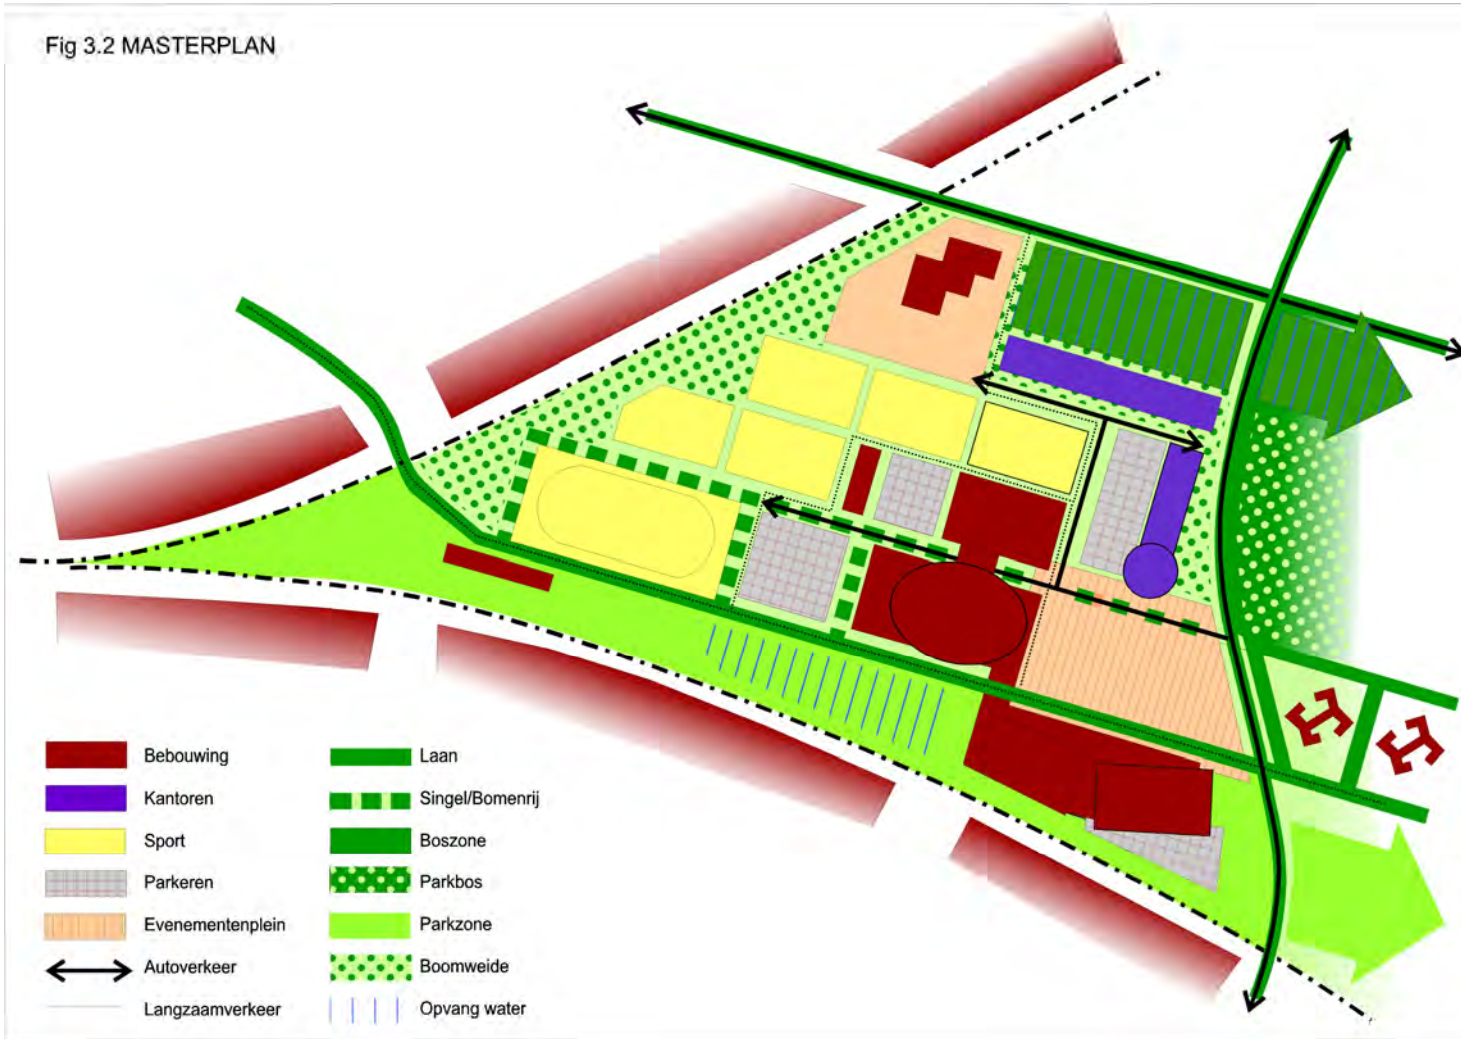 Fig 3.2 MASTERPLAN
Bebouwing
Kantoren
Sport
Parkeren
Evenementenplein
Autoverkeer
Langzaamverkeer
Laan
Singel/Bomenrij
Boszone
Parkbos
Parkzone
Boomweide
Opvang water